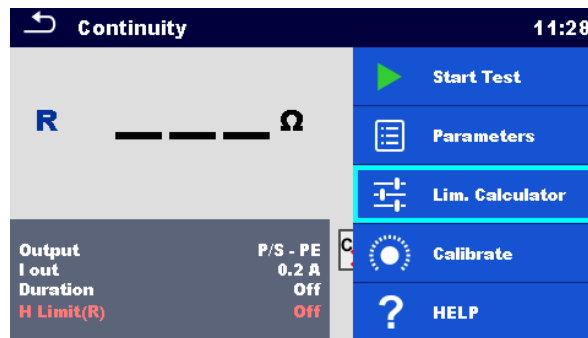 Continuity 11:28
Start Test
R ___Ω
Parameters
Lim. Calculator
Output P/S - PE
C
Calibrate
I out 0.2 A
Duration Off
H Limit(R) Off
? HELP